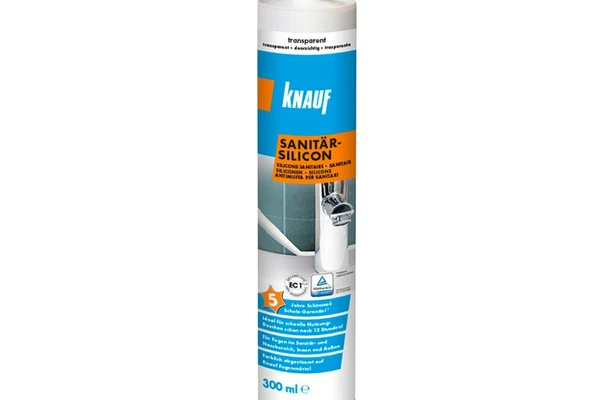 transparent
transparent • doorzichtig • trasparente
KNAUF
SANITÄR-
SILICON
SILICONE SANITAIRE • SANITAIR
SILICONEN • SILICONE
ANTIMUFFA PER SANITARI
EC1
5
Jahre Schimmel-
Schutz-Garantie!*
Ideal für schnelle Nutzung:
Duschen schon nach 12 Stunden!
Für Fugen im Sanitär- und
Nassbereich, Innen und Außen
Farblich abgestimmt auf
Knauf Fugenmörtel
300 ml e